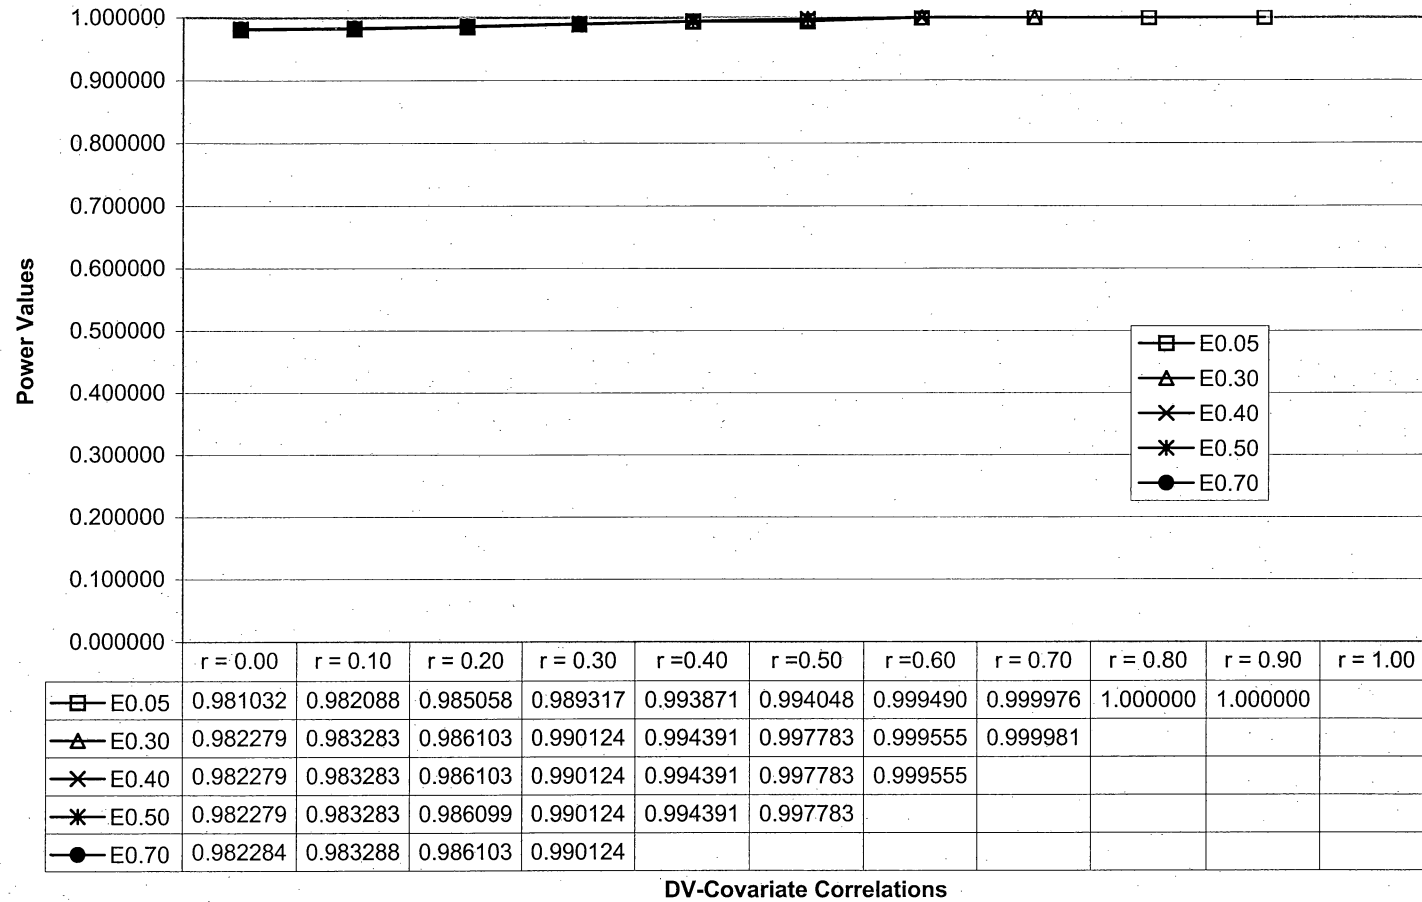 1.000000
0.900000
0.800000
0.700000
0.600000
0.500000
0.400000
0.300000
0.200000
0.100000
0.000000
Power Values
E0.05
E0.30
E0.40
E0.50
E0.70
r = 0.00 r = 0.10 r = 0.20 r = 0.30 r =0.40 r =0.50 r =0.60 r = 0.70 r = 0.80 r = 0.90 r = 1.00
E0.05 0.981032 0.982088 0.985058 0.989317 0.993871 0.994048 0.999490 0.999976 1.000000 1.000000
E0.30 0.982279 0.983283 0.986103 0.990124 0.994391 0.997783 0.999555 0.999981
E0.40 0.982279 0.983283 0.986103 0.990124 0.994391 0.997783 0.999555
E0.50 0.982279 0.983283 0.986099 0.990124 0.994391 0.997783
E0.70 0.982284 0.983288 0.986103 0.990124
DV-Covariate Correlations